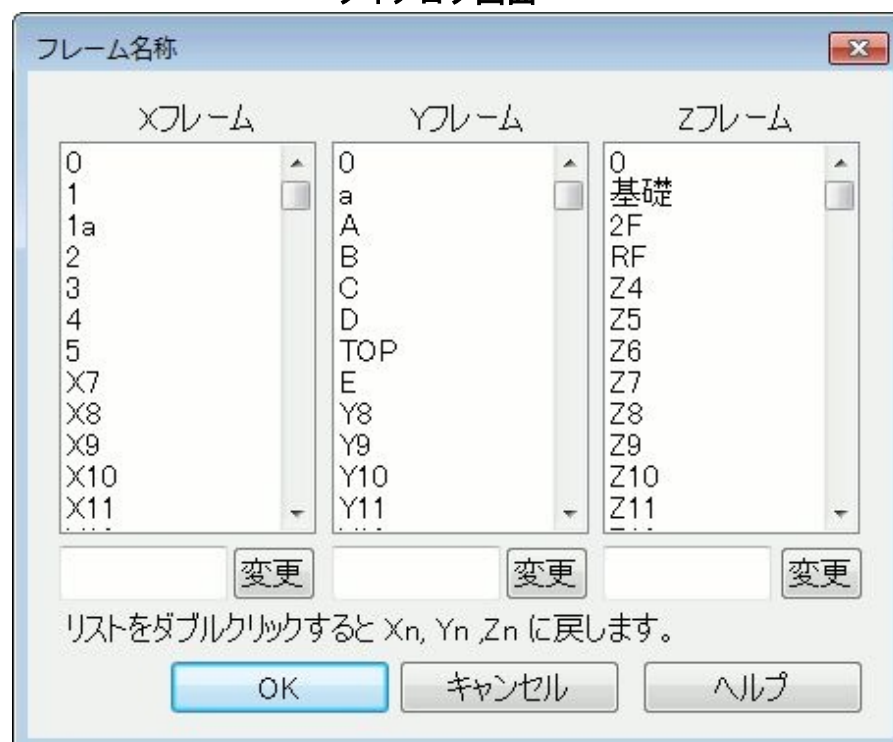 フレーム名称
Xフレーム
0
1
1a
2
3
4
5
X7
X8
X9
X10
X11
変更
Yフレーム
0
a
A
B
C
D
TOP
E
Y8
Y9
Y10
Y11
変更
Zフレーム
0
基礎
2F
RF
Z4
Z5
Z6
Z7
Z8
Z9
Z10
Z11
変更
リストをダブルクリックすると Xn, Yn ,Zn に戻します。
OK
キャンセル
ヘルプ